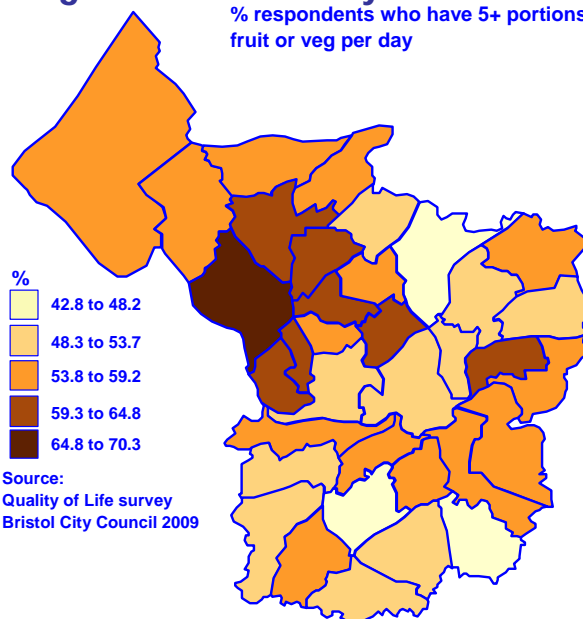 % respondents who have 5+ portions
fruit or veg per day
%
42.8 to 48.2
48.3 to 53.7
53.8 to 59.2
59.3 to 64.8
64.8 to 70.3
Source:
Quality of Life survey
Bristol City Council 2009